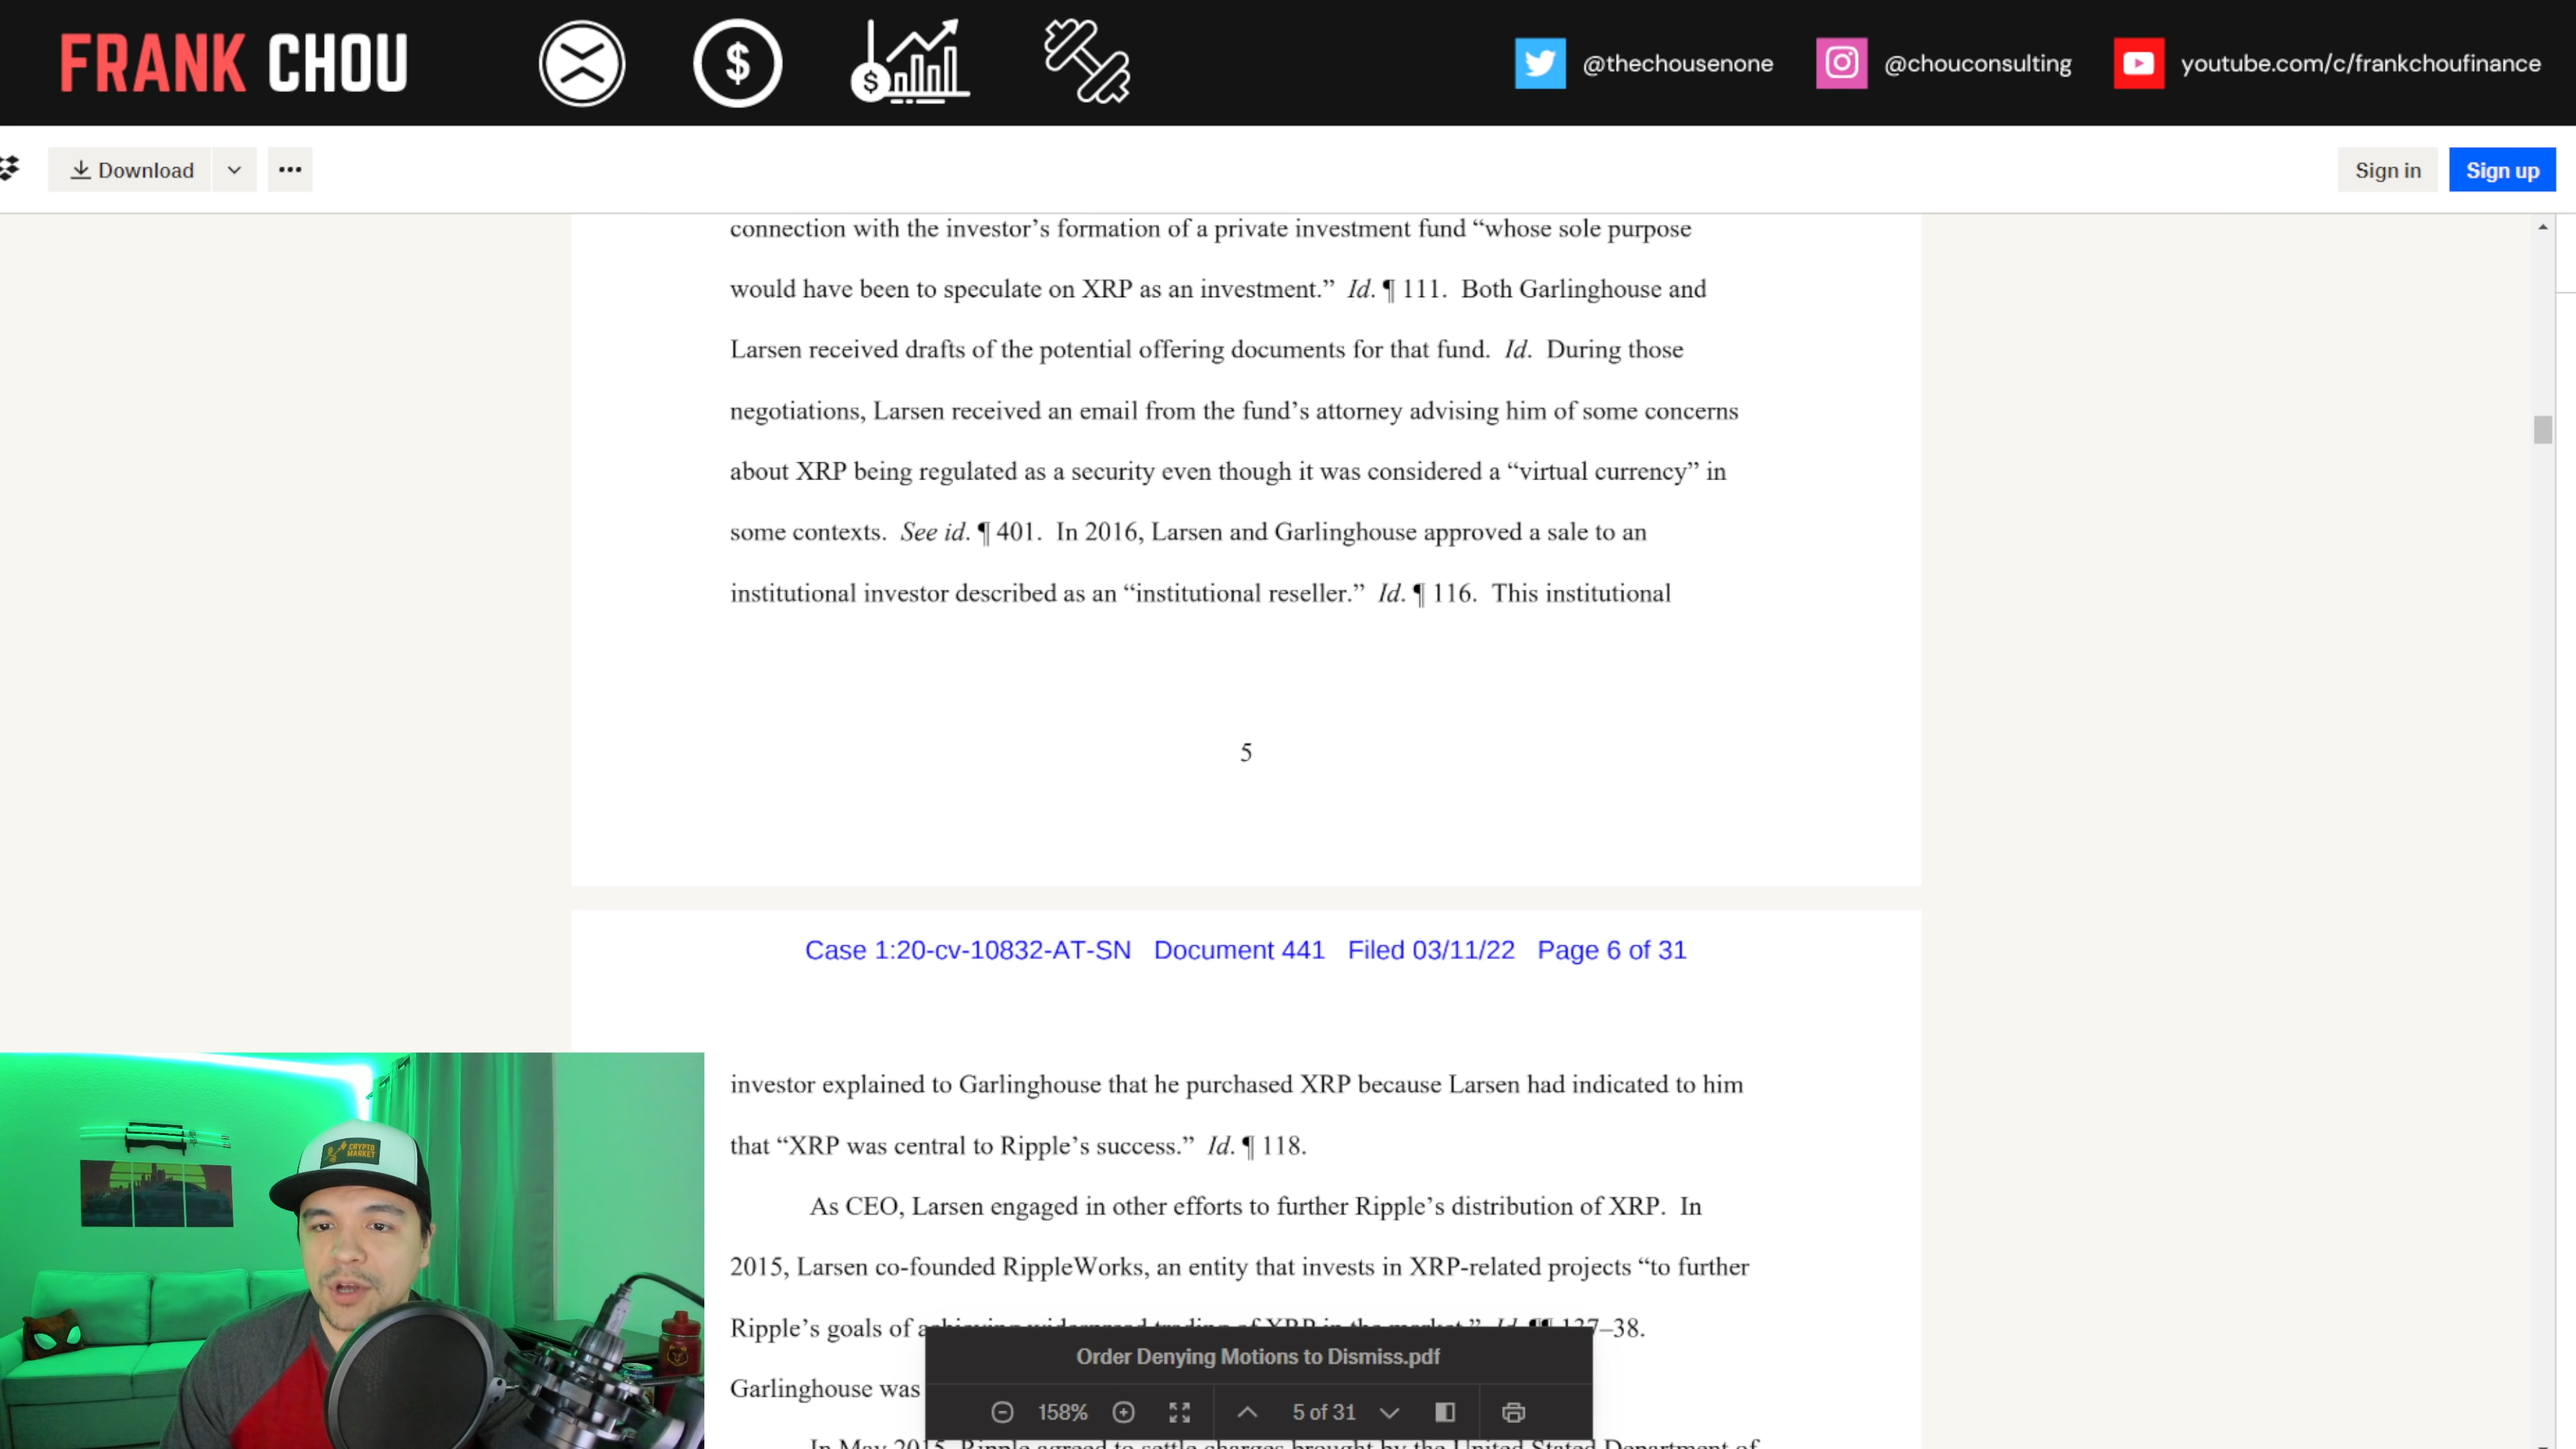 FRANK CHOU
@thechousenone
@chouconsulting
youtube.com/c/frankchoufinance
Download
Sign in
Sign up
connection with the investor’s formation of a private investment fund “whose sole purpose
would have been to speculate on XRP as an investment.” Id. ¶ 111. Both Garlinghouse and
Larsen received drafts of the potential offering documents for that fund. Id. During those
negotiations, Larsen received an email from the fund’s attorney advising him of some concerns
about XRP being regulated as a security even though it was considered a “virtual currency” in
some contexts. See id. ¶ 401. In 2016, Larsen and Garlinghouse approved a sale to an
institutional investor described as an “institutional reseller.” Id. ¶ 116. This institutional
5
Case 1:20-cv-10832-AT-SN Document 441 Filed 03/11/22 Page 6 of 31
investor explained to Garlinghouse that he purchased XRP because Larsen had indicated to him
that “XRP was central to Ripple’s success.” Id. ¶ 118.
As CEO, Larsen engaged in other efforts to further Ripple’s distribution of XRP. In
2015, Larsen co-founded RippleWorks, an entity that invests in XRP-related projects “to further
Ripple’s goals of achieving widespread trading of XRP in the market.” Id. ¶¶ 137–38.
Garlinghouse was
In May 2015, Ripple agreed to settle charges brought by the United Stated Department of
Order Denying Motions to Dismiss.pdf
158%
5 of 31
CRYPTO
MARKET